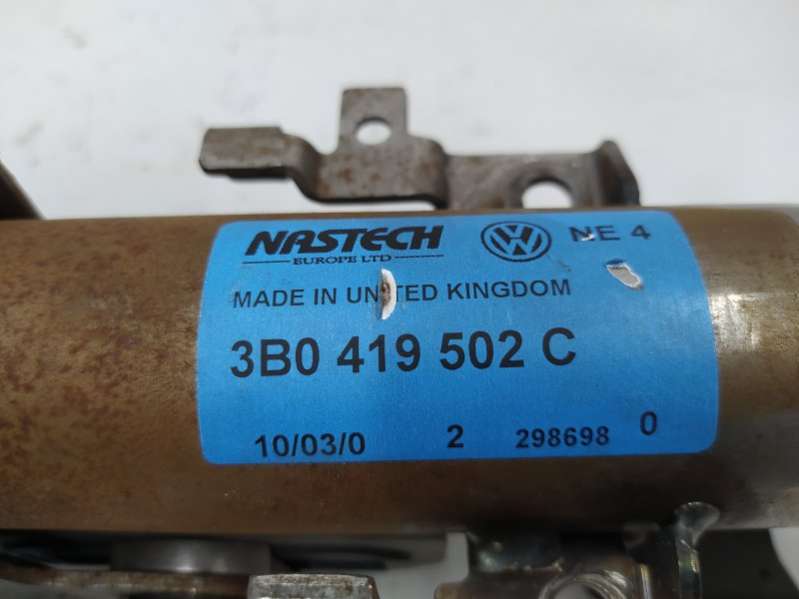 NASTECH NE 4
EUROPE LTD
MADE IN UNITED KINGDOM
3B0 419 502 C
10/03/0 2 298698 0